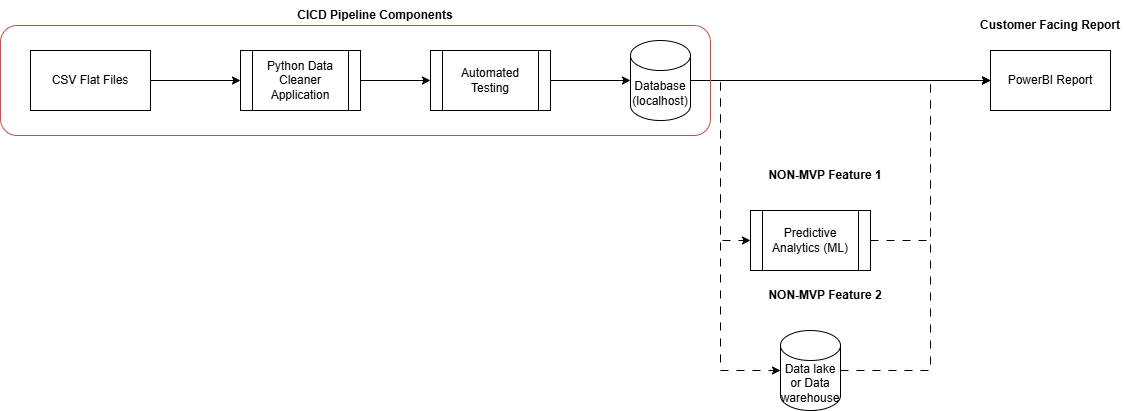 CICD Pipeline Components
Customer Facing Report
CSV Flat Files
Python Data
Cleaner
Application
Automated
Testing
Database
(localhost)
PowerBI Report
NON-MVP Feature 1
Predictive
Analytics (ML)
NON-MVP Feature 2
Data lake
or Data
warehouse